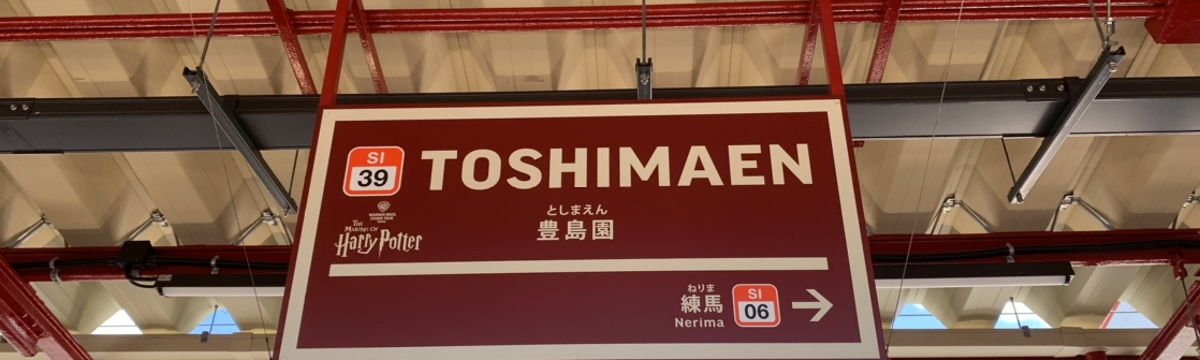 SI
39
TOSHIMAEN
WARNER BROS.
STUDIO TOUR
THE
MAKING OF
Harry Potter
としまえん
豊島園
ねりま
練馬
Nerima
SI
06